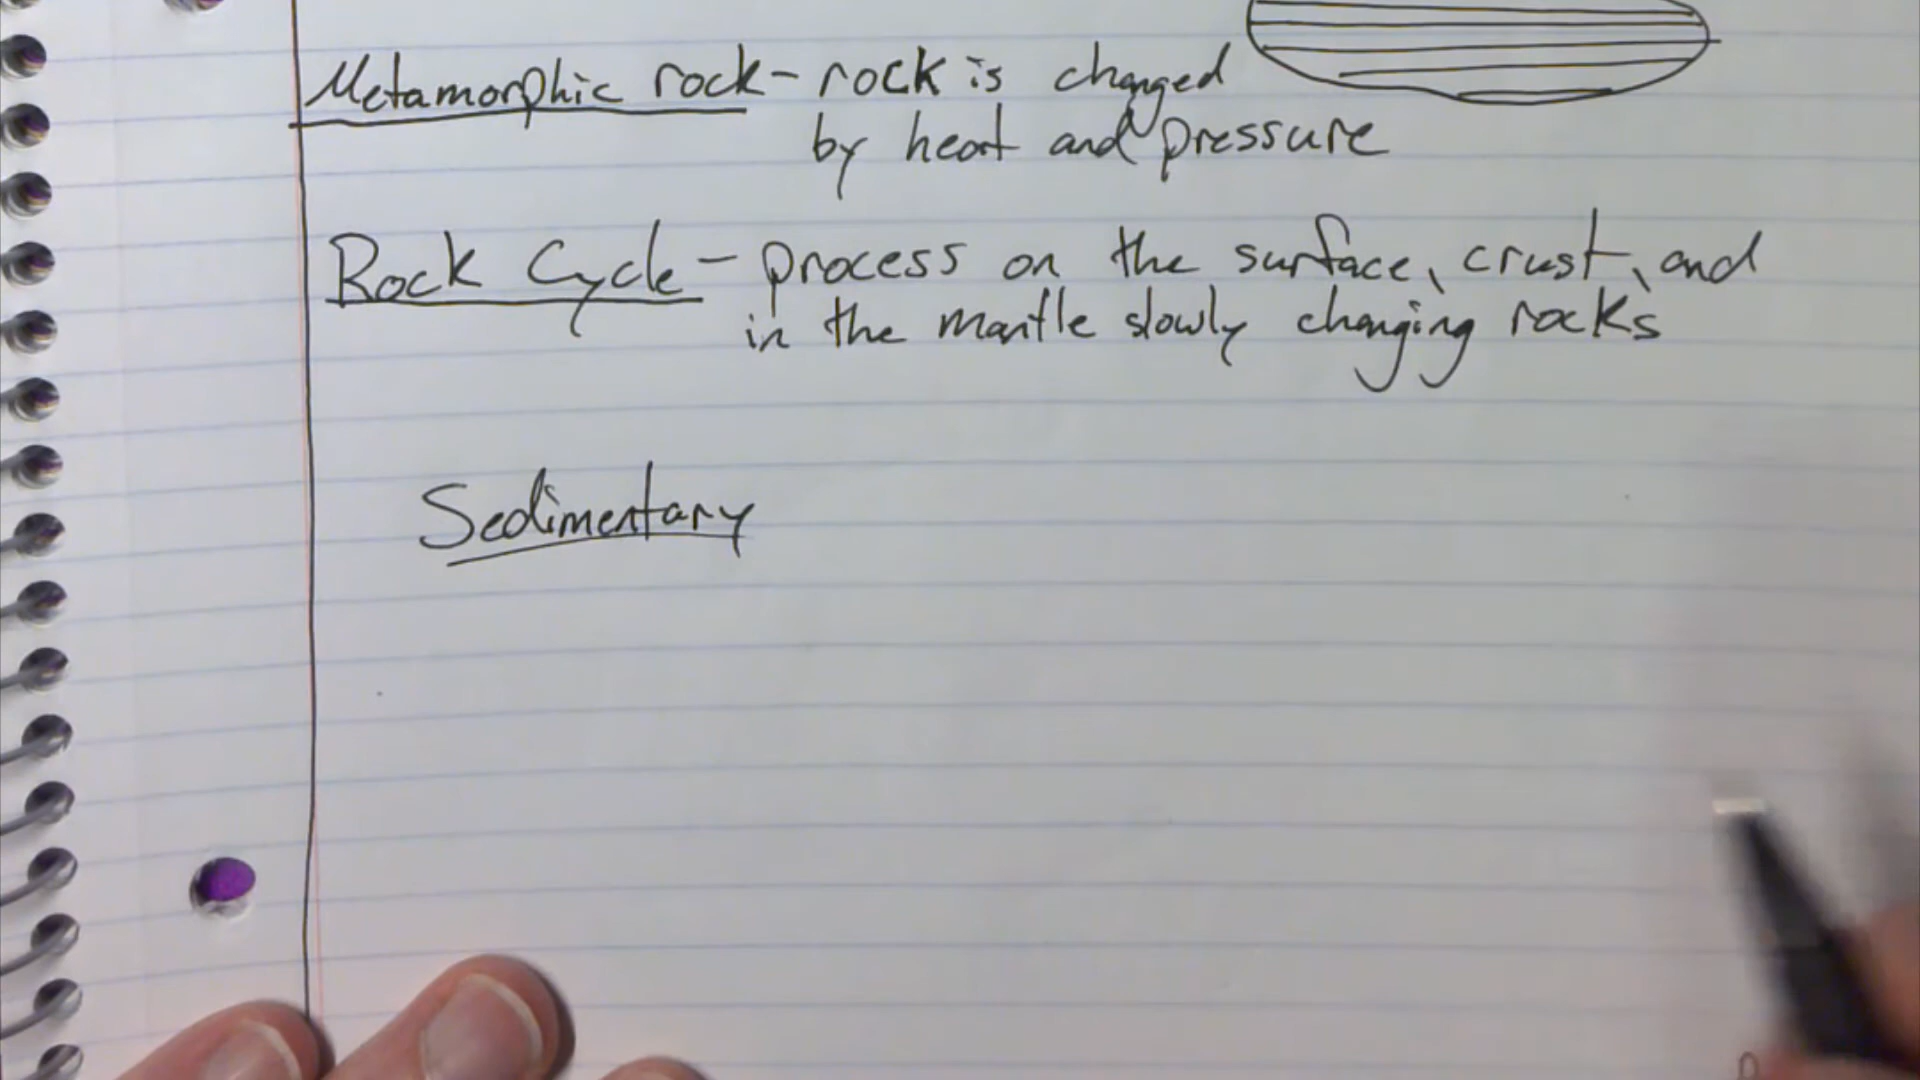 Metamorphic rock - rock is changed
by heat and pressure
Rock Cycle - process on the surface, crust, and
in the mantle slowly changing rocks
Sedimentary